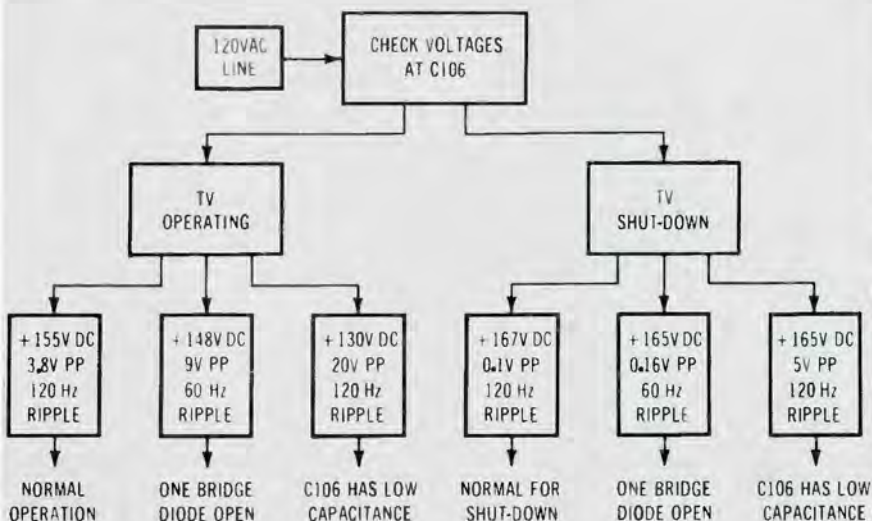 120VAC
LINE
CHECK VOLTAGES
AT C106
TV
OPERATING
TV
SHUT-DOWN
+155V DC
3.8V PP
120 Hz
RIPPLE
+148V DC
9V PP
60 Hz
RIPPLE
+130V DC
20V PP
120 Hz
RIPPLE
+167V DC
0.1V PP
120 Hz
RIPPLE
+165V DC
0.16V PP
60 Hz
RIPPLE
+165V DC
5V PP
120 Hz
RIPPLE
NORMAL
OPERATION
ONE BRIDGE
DIODE OPEN
C106 HAS LOW
CAPACITANCE
NORMAL FOR
SHUT-DOWN
ONE BRIDGE
DIODE OPEN
C106 HAS LOW
CAPACITANCE